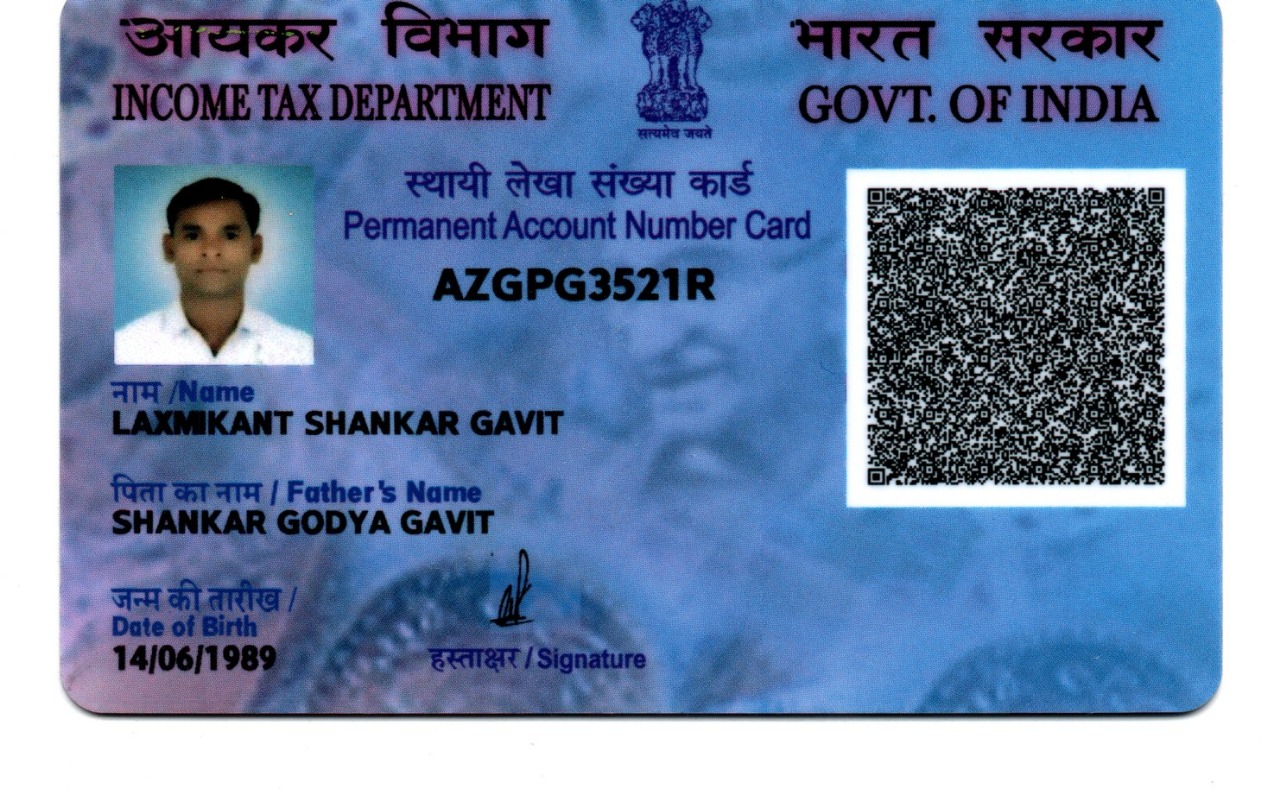 आयकर विभाग
INCOME TAX DEPARTMENT
सत्यमेव जयते
भारत सरकार
GOVT. OF INDIA
स्थायी लेखा संख्या कार्ड
Permanent Account Number Card
AZGPG3521R
नाम /Name
LAXMIKANT SHANKAR GAVIT
पिता का नाम / Father's Name
SHANKAR GODYA GAVIT
जन्म की तारीख /
Date of Birth
14/06/1989
हस्ताक्षर / Signature